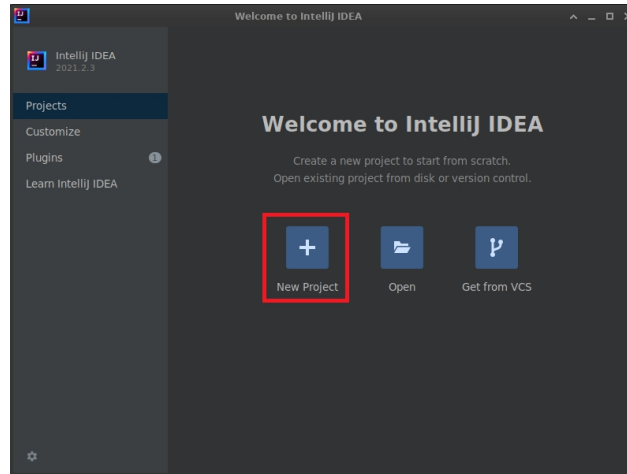 Welcome to IntelliJ IDEA
IJ
IntelliJ IDEA
2021.2.3
Projects
Customize
Plugins 1
Learn IntelliJ IDEA
Welcome to IntelliJ IDEA
Create a new project to start from scratch.
Open existing project from disk or version control.
New Project Open Get from VCS